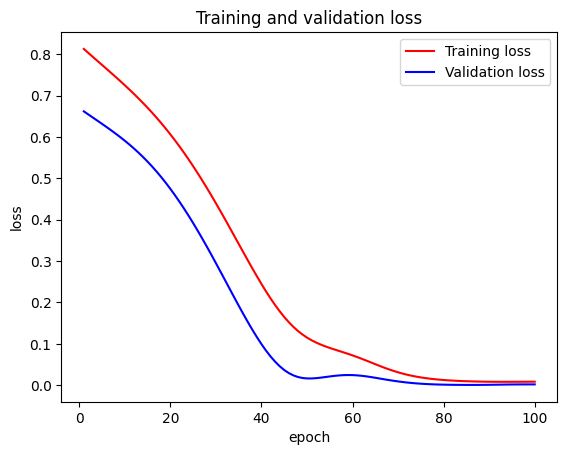 Training and validation loss
Training loss
Validation loss
loss
0.8
0.7
0.6
0.5
0.4
0.3
0.2
0.1
0.0
0 20 40 60 80 100
epoch